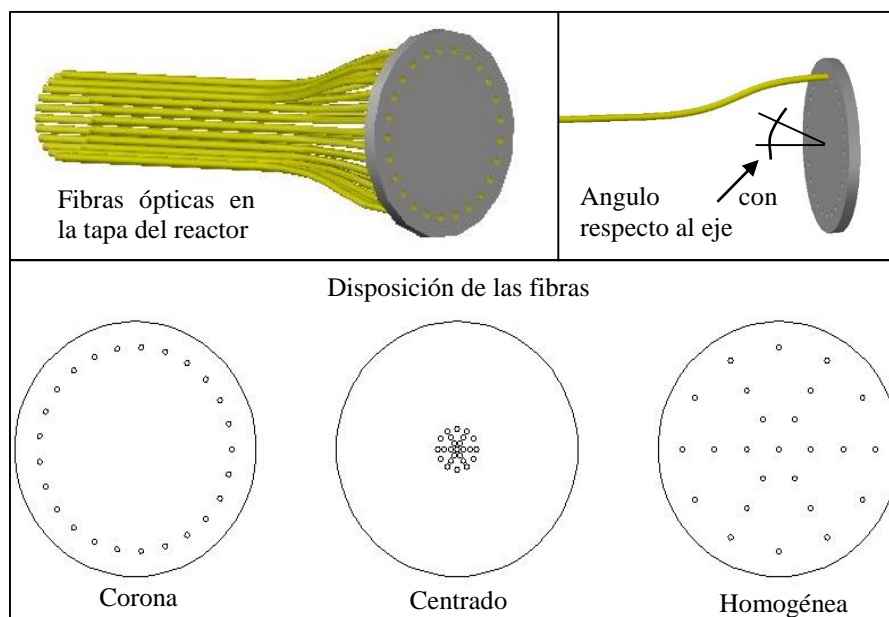 Fibras ópticas en
la tapa del reactor
Angulo con
respecto al eje
Disposición de las fibras
Corona
Centrado
Homogénea